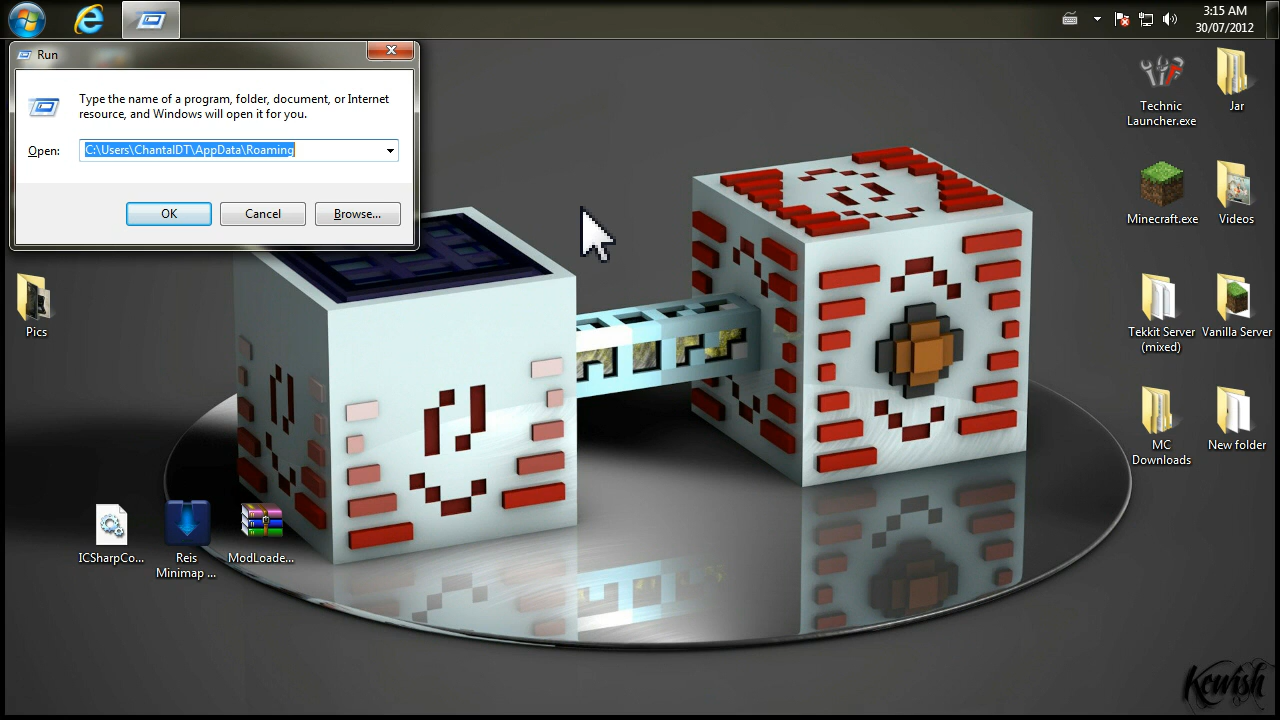 3:15 AM
30/07/2012
Run
Type the name of a program, folder, document, or Internet
resource, and Windows will open it for you.
Open:
C:\Users\ChantalDT\AppData\Roaming
OK
Cancel
Browse...
Technic
Launcher.exe
Jar
Minecraft.exe
Videos
Pics
Tekkit Server
(mixed)
Vanilla Server
MC
Downloads
New folder
ICSharpCo...
Reis
Minimap ...
ModLoade...
Kewish